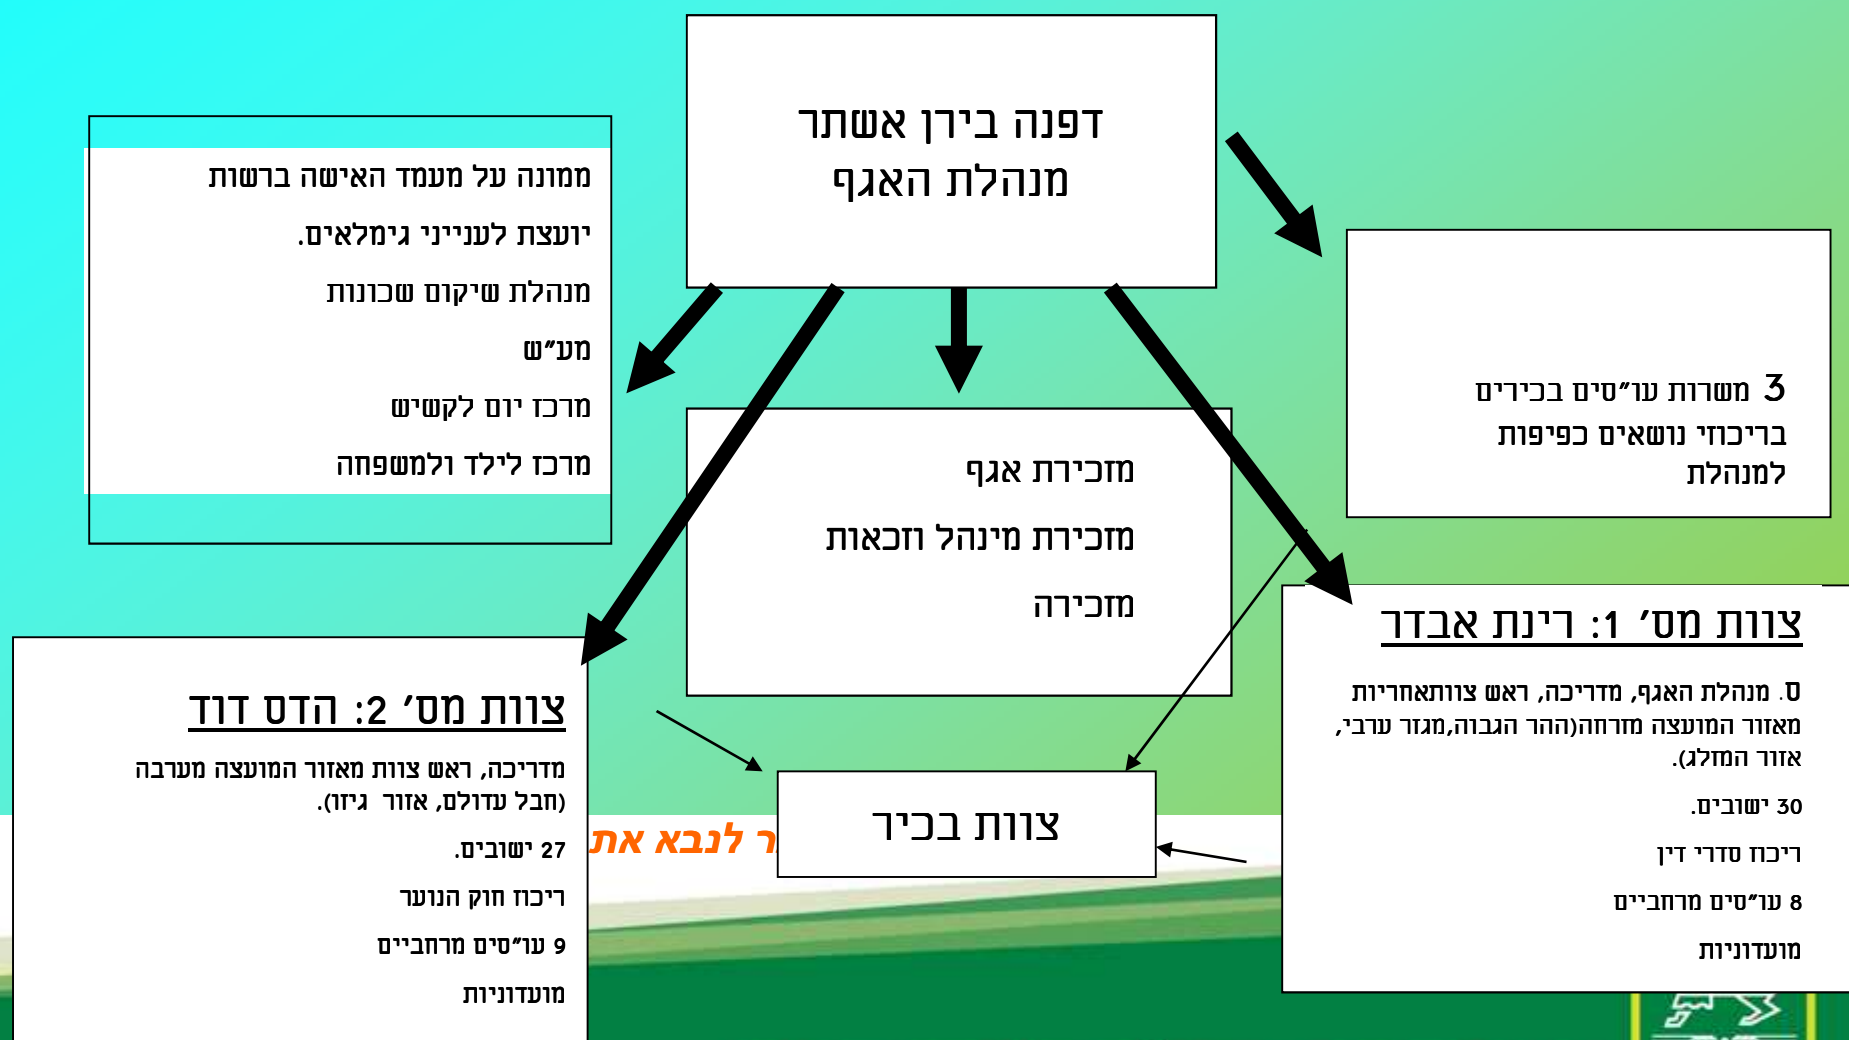 דפנה בירן אשתר
מנהלת האגף
ממונה על מעמד האישה ברשות
יועצת לענייני גימלאים.
מנהלת שיקום שכונות
מע"ש
מרכז יום לקשיש
מרכז לילד ולמשפחה
3 משרות עו"סים בכירים
בריכוזי נושאים כפיפות
למנהלת
מזכירת אגף
מזכירת מינהל וזכאות
מזכירה
צוות מס' 1: רינת אבדר
ס. מנהלת האגף, מדריכה, ראש צוותאחריות
מאזור המועצה מזרחה(ההר הגבוה,מגזר ערבי,
אזור המזלג).
30 ישובים.
ריכוז סדרי דין
8 עו"סים מרחביים
מועדוניות
צוות מס' 2: הדס דוד
מדריכה, ראש צוות מאזור המועצה מערבה
(חבל עדולם, אזור גיזו).
27 ישובים.
ריכוז חוק הנוער
9 עו"סים מרחביים
מועדוניות
צוות בכיר
לנבא את